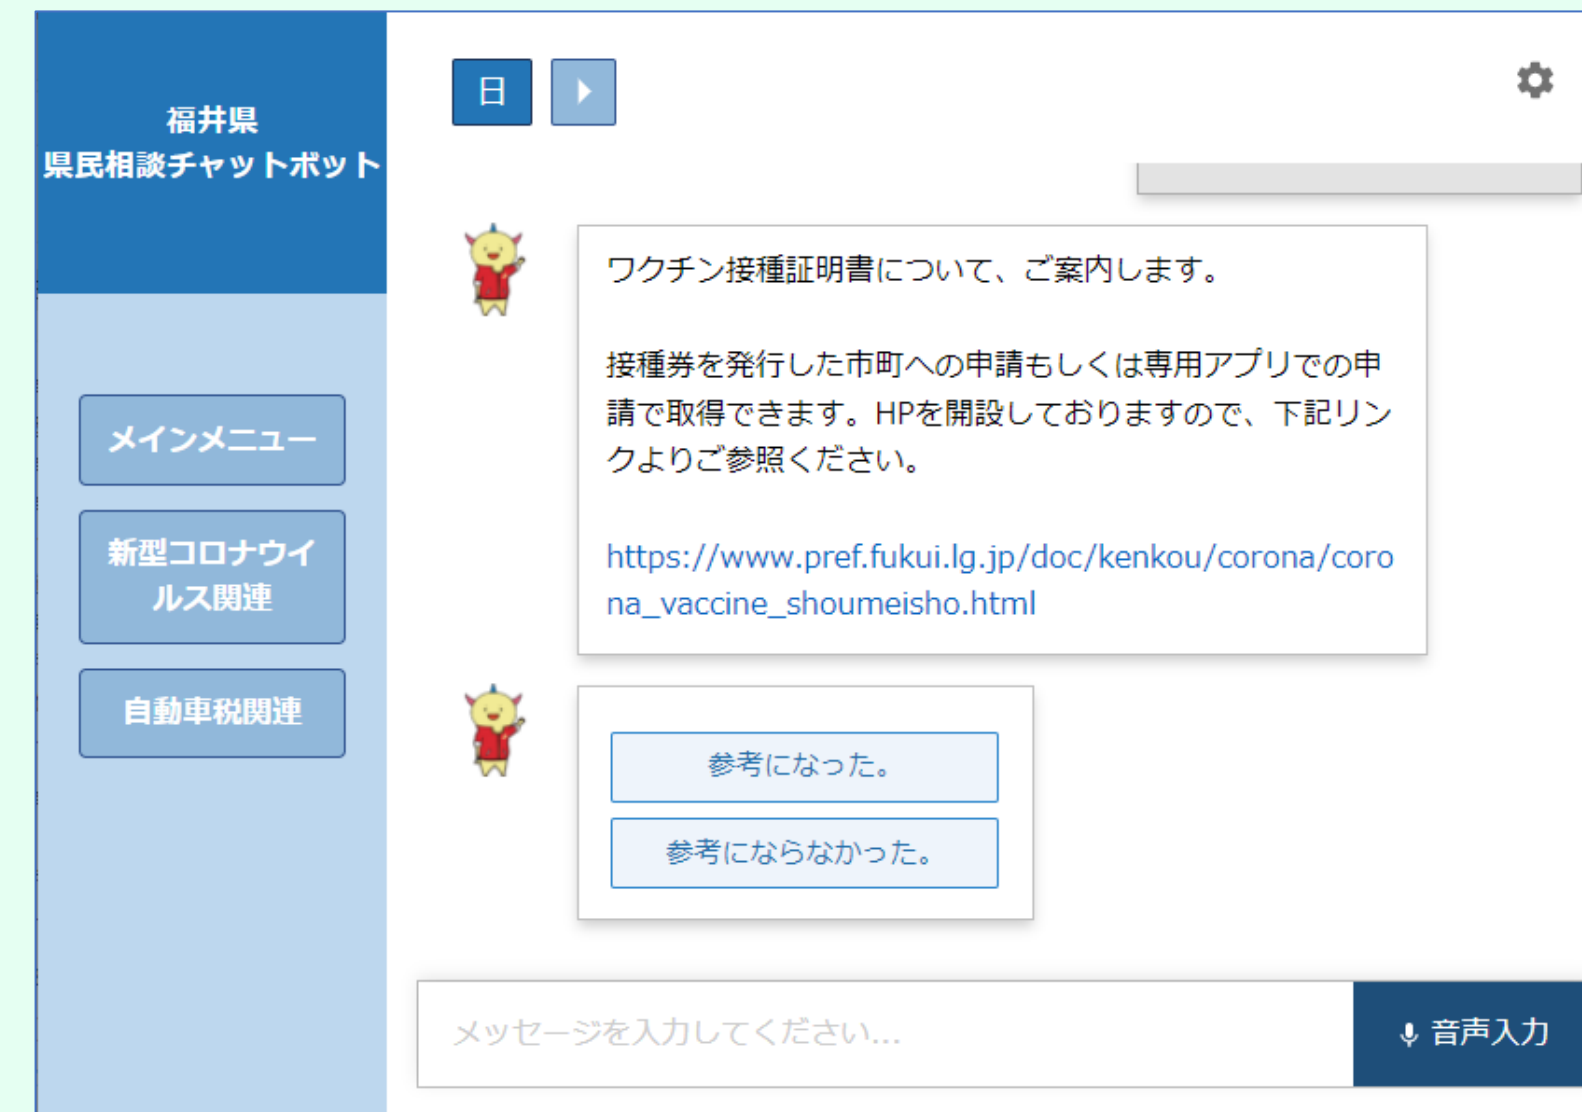 福井県
県民相談チャットボット
メインメニュー
新型コロナウイ
ルス関連
自動車税関連
日
ワクチン接種証明書について、ご案内します。
接種券を発行した市町への申請もしくは専用アプリでの申
請で取得できます。HPを開設しておりますので、下記リン
クよりご参照ください。
https://www.pref.fukui.lg.jp/doc/kenkou/corona/coro
na_vaccine_shoumeisho.html
参考になった。
参考にならなかった。
メッセージを入力してください...
音声入力